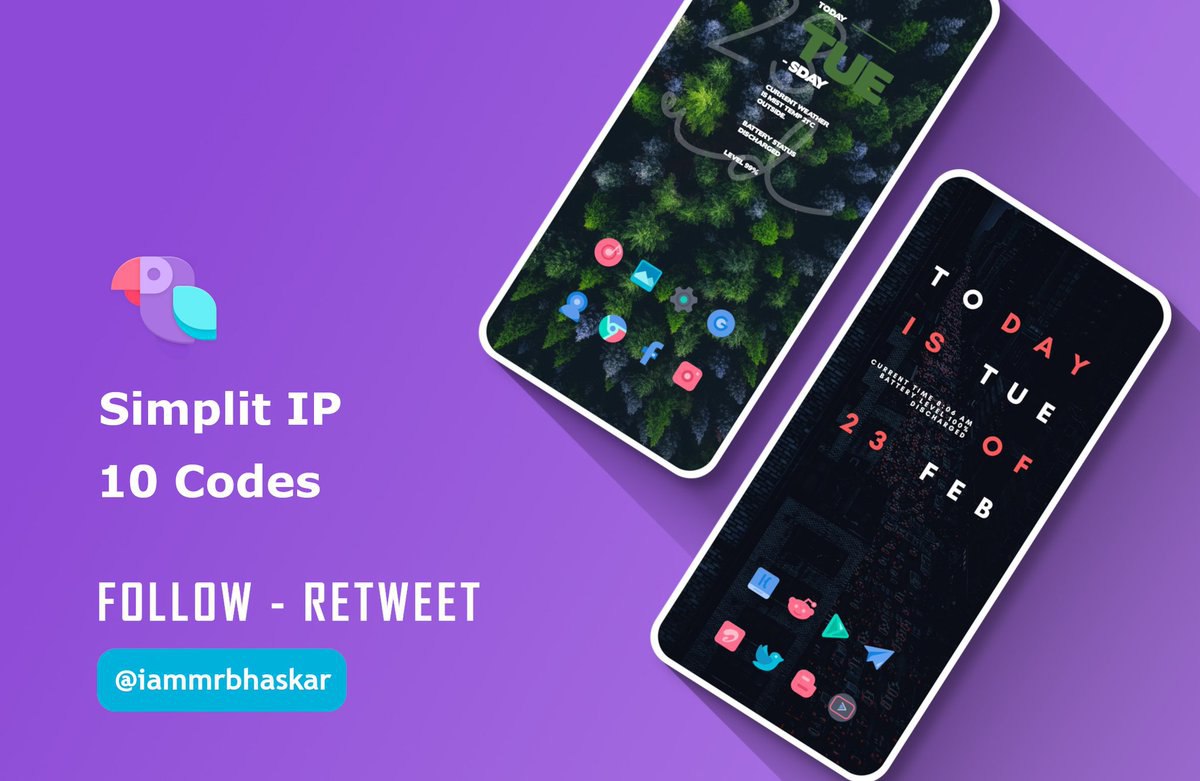 Simplit IP
10 Codes
FOLLOW - RETWEET
@iammrbhaskar
TODAY
23
TUE
- SDAY
CURRENT WEATHER
IS MIST TEMP 21°C
OUTSIDE.
BATTERY STATUS
DISCHARGED
LEVEL 99%
TODAY
IS TUE
CURRENT TIME 8:06 AM
BATTERY LEVEL 100%
DISCHARGED
OF
23 FEB